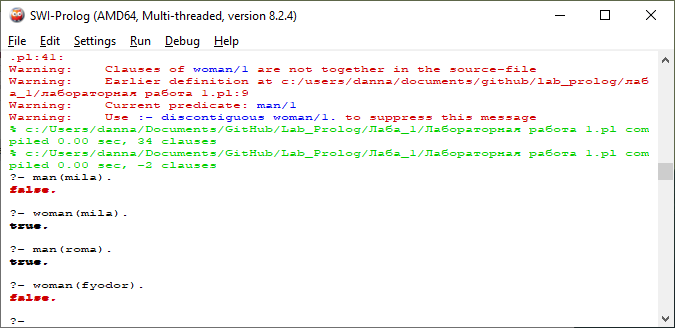 SWI-Prolog (AMD64, Multi-threaded, version 8.2.4)
File Edit Settings Run Debug Help
.pl:41:
Warning:    Clauses of woman/1 are not together in the source-file
Warning:    Earlier definition at c:/users/danna/documents/github/lab_prolog/лаб
а_1/лабораторная работа 1.pl:9
Warning:    Current predicate: man/1
Warning:    Use :- discontiguous woman/1. to suppress this message
% c:/Users/danna/Documents/GitHub/Lab_Prolog/Лаба_1/Лабораторная работа 1.pl com
piled 0.00 sec, 34 clauses
% c:/Users/danna/Documents/GitHub/Lab_Prolog/Лаба_1/Лабораторная работа 1.pl com
piled 0.00 sec, -2 clauses
?- man(mila).
false.
?- woman(mila).
true.
?- man(roma).
true.
?- woman(fyodor).
false.
?-